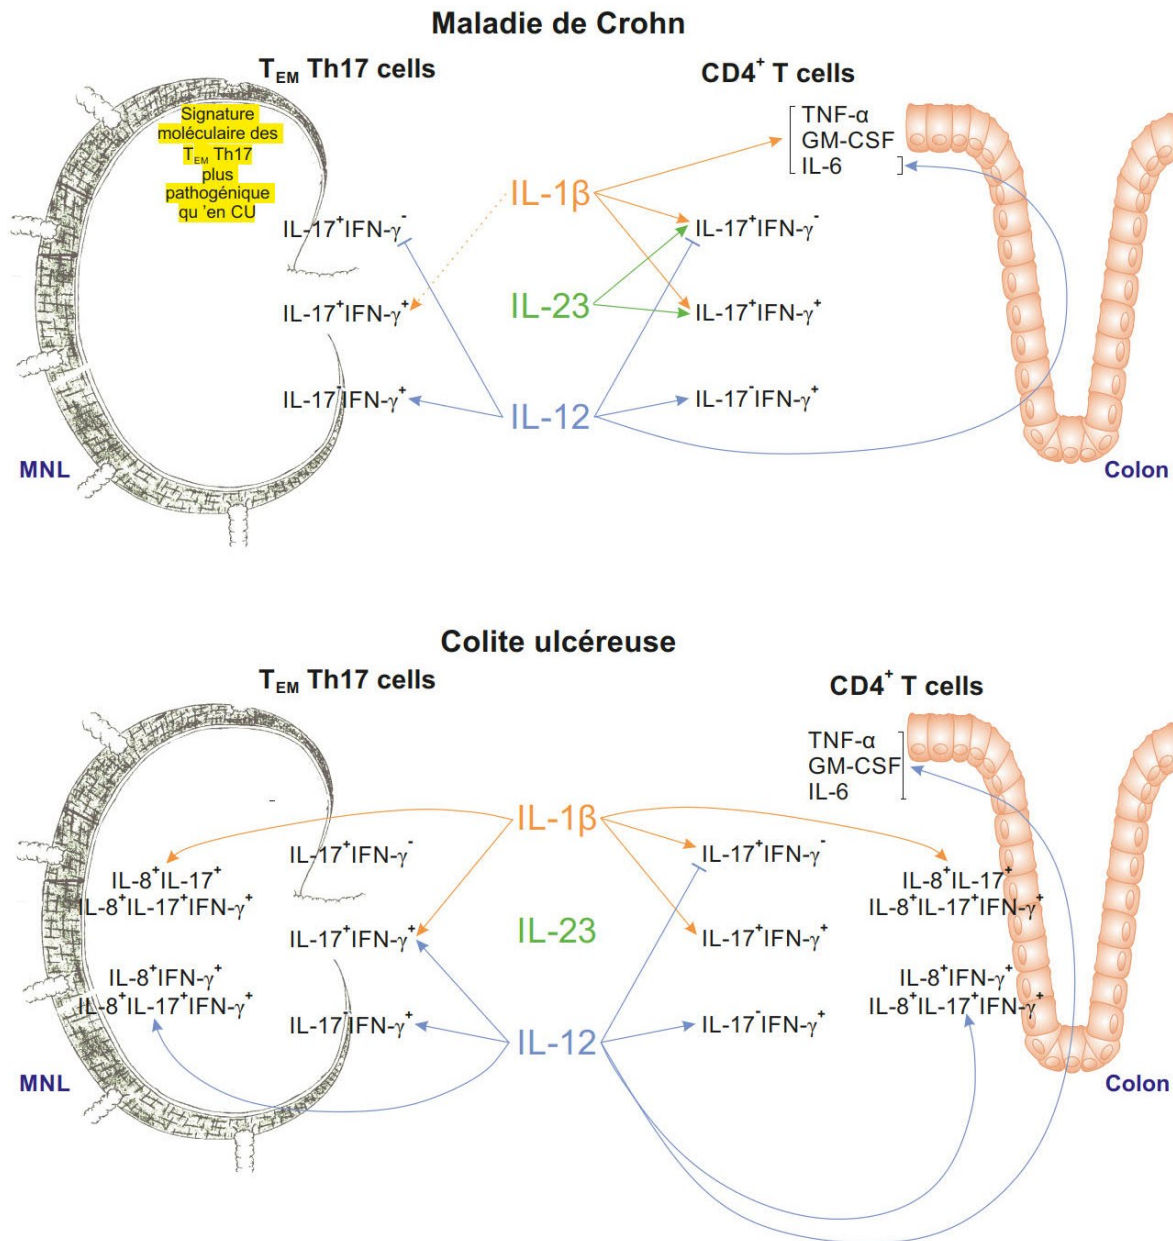 Maladie de Crohn
T_EM Th17 cells
CD4⁺ T cells
Signature
moléculaire des
T_EM Th17
plus
pathogénique
qu 'en CU
TNF-α
GM-CSF
IL-6
IL-1β
IL-17⁺IFN-γ⁻
IL-17⁺IFN-γ⁻
IL-17⁺IFN-γ⁺
IL-23
IL-17⁺IFN-γ⁺
IL-17⁻IFN-γ⁺
IL-12
IL-17⁻IFN-γ⁺
MNL
Colon
Colite ulcéreuse
T_EM Th17 cells
CD4⁺ T cells
TNF-α
GM-CSF
IL-6
IL-1β
IL-17⁺IFN-γ⁻
IL-17⁺IFN-γ⁻
IL-8⁺IL-17⁺
IL-8⁺IL-17⁺IFN-γ⁺
IL-8⁺IL-17⁺
IL-8⁺IL-17⁺IFN-γ⁺
IL-17⁺IFN-γ⁺
IL-23
IL-17⁺IFN-γ⁺
IL-8⁺IFN-γ⁺
IL-8⁺IL-17⁺IFN-γ⁺
IL-8⁺IFN-γ⁺
IL-8⁺IL-17⁺IFN-γ⁺
IL-17⁻IFN-γ⁺
IL-12
IL-17⁻IFN-γ⁺
MNL
Colon